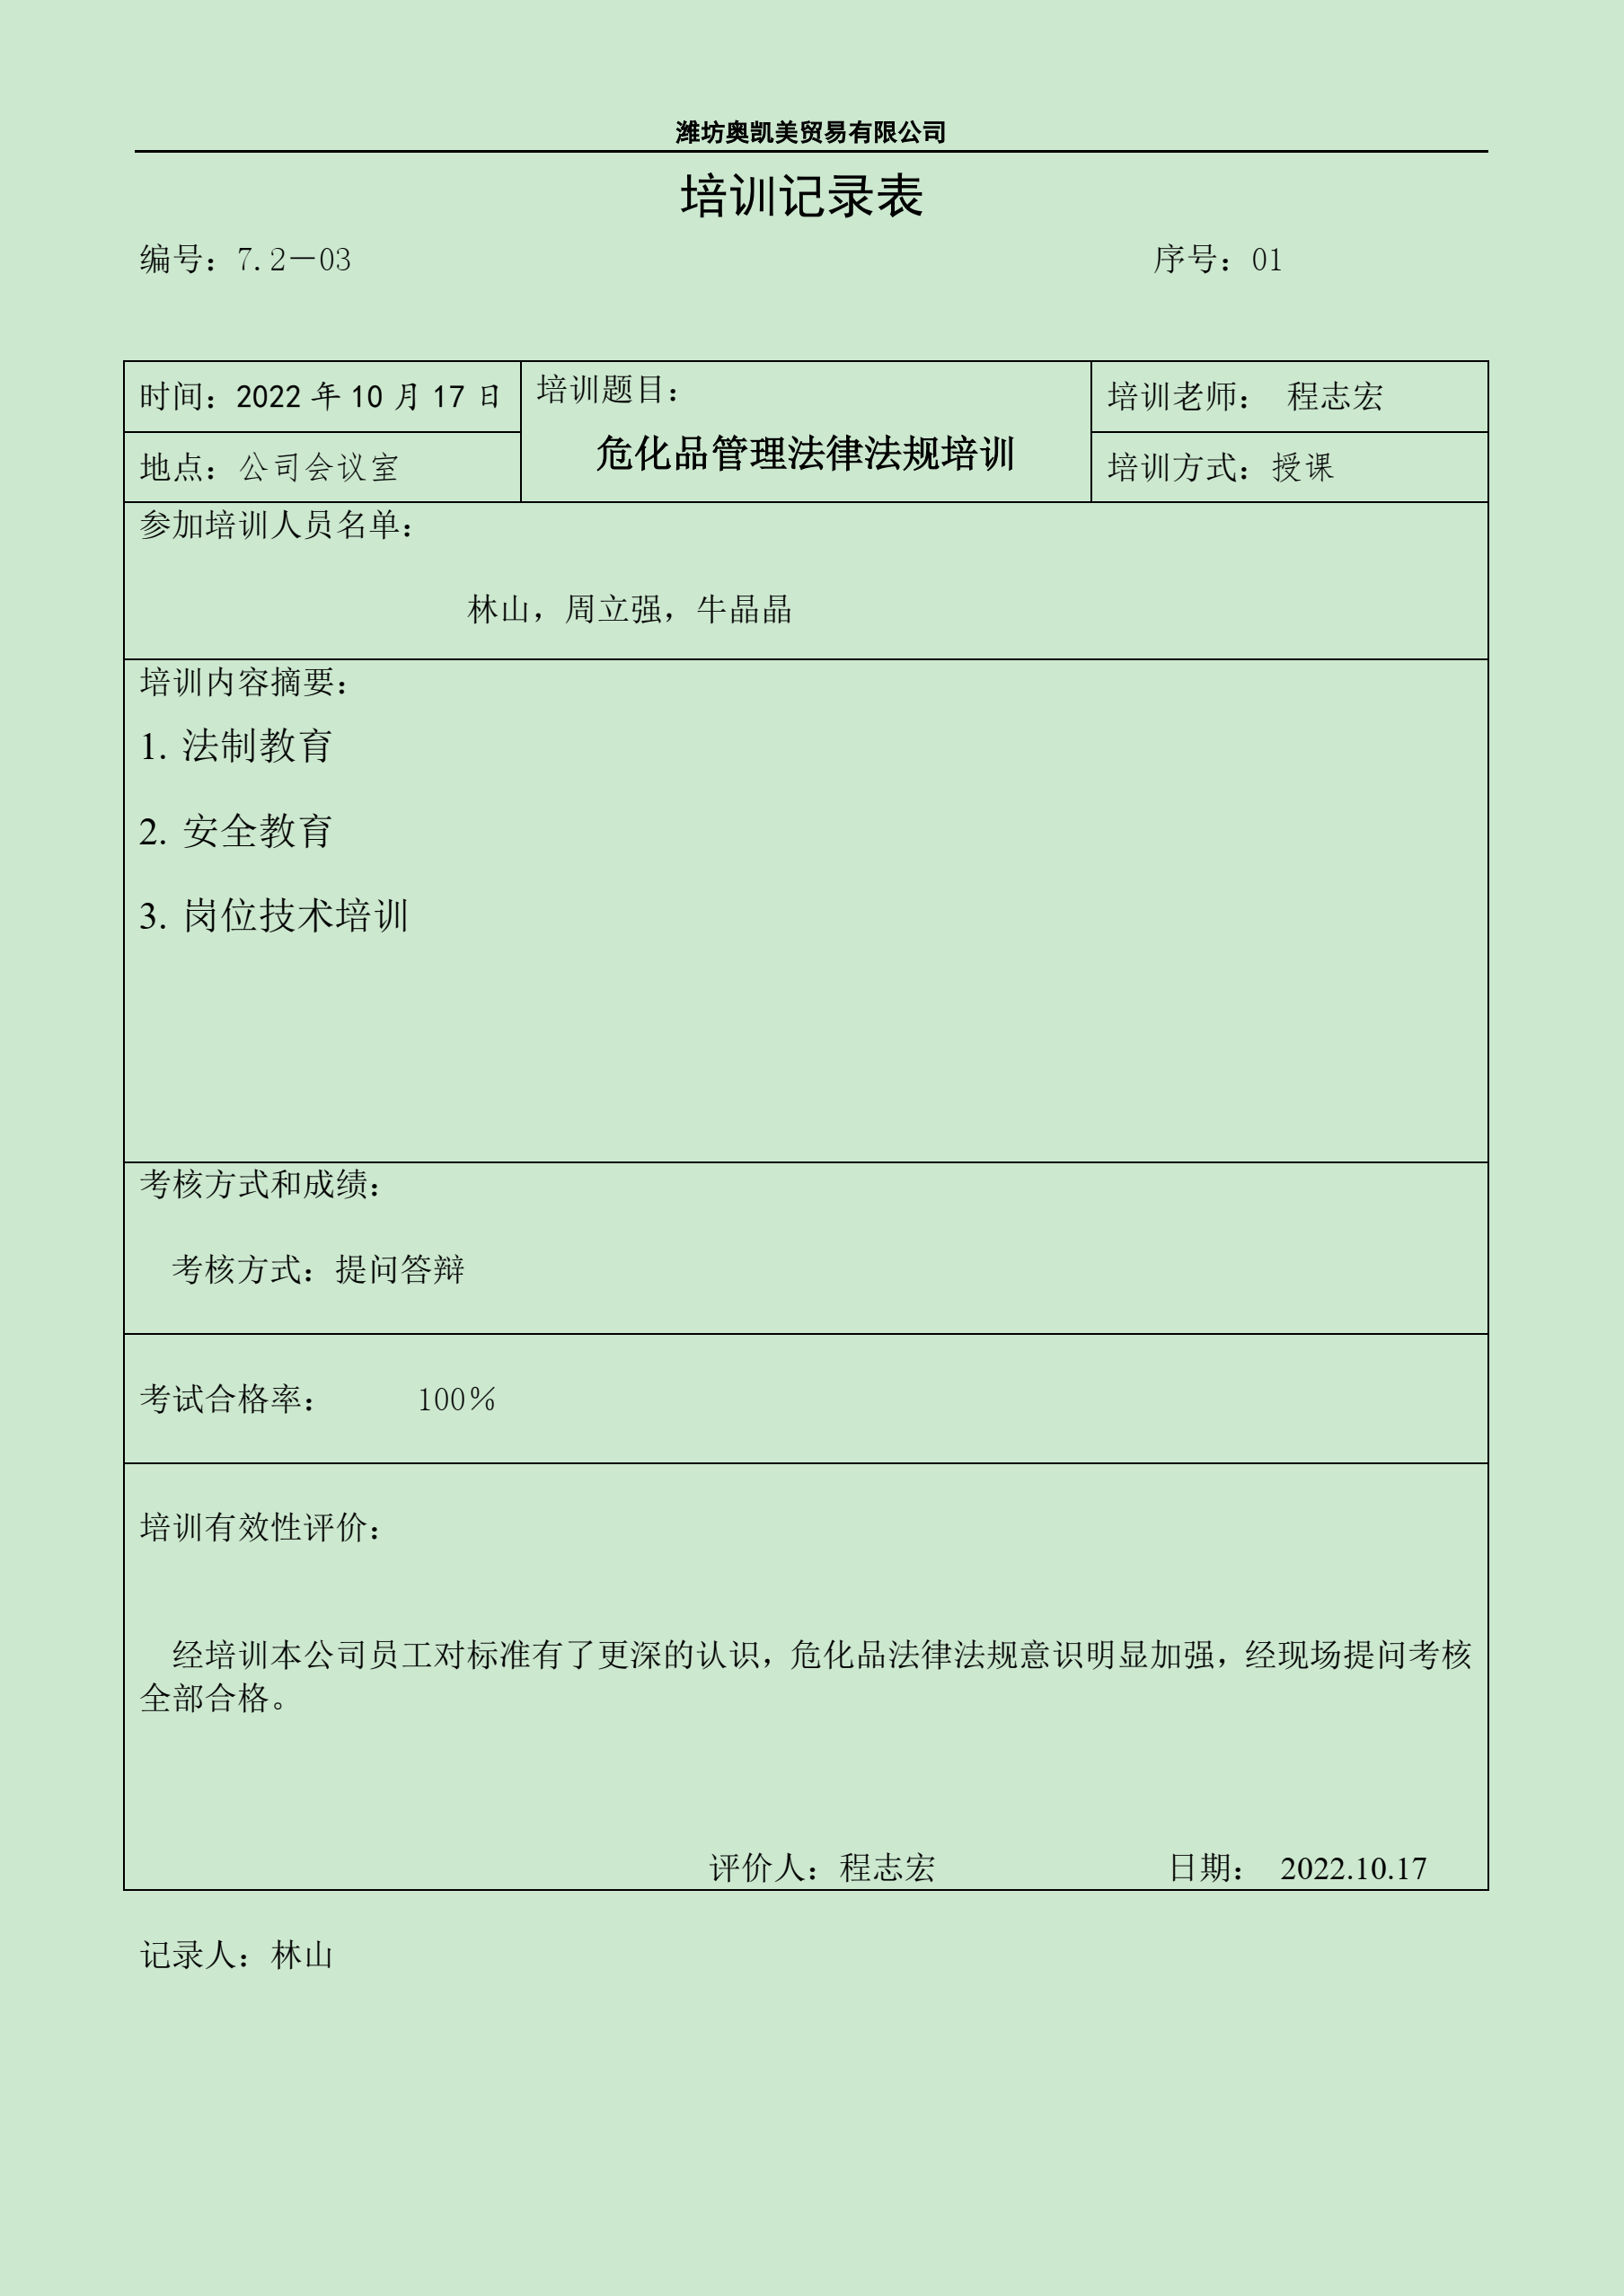 潍坊奥凯美贸易有限公司
培训记录表
编号：7.2－03 序号：01
时间：2022 年 10 月 17 日
培训题目：
培训老师： 程志宏
危化品管理法律法规培训
地点：公司会议室
培训方式：授课
参加培训人员名单：
林山，周立强，牛晶晶
培训内容摘要：
1. 法制教育
2. 安全教育
3. 岗位技术培训
考核方式和成绩：
考核方式：提问答辩
考试合格率： 100％
培训有效性评价：
经培训本公司员工对标准有了更深的认识，危化品法律法规意识明显加强，经现场提问考核
全部合格。
评价人：程志宏 日期： 2022.10.17
记录人：林山